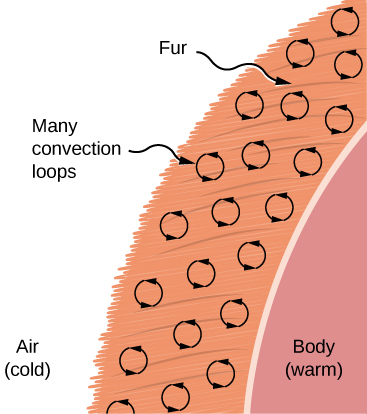 Fur
Many
convection
loops
Air
(cold)
Body
(warm)